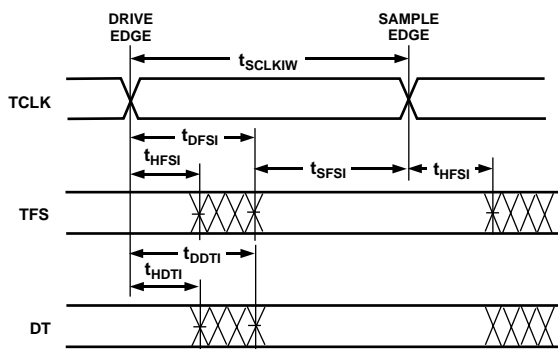 DRIVE EDGE
SAMPLE EDGE
tSCLKIW
TCLK
tDFSI
tHFSI
tSFSI
tHFSI
TFS
tDDTI
tHDTI
DT